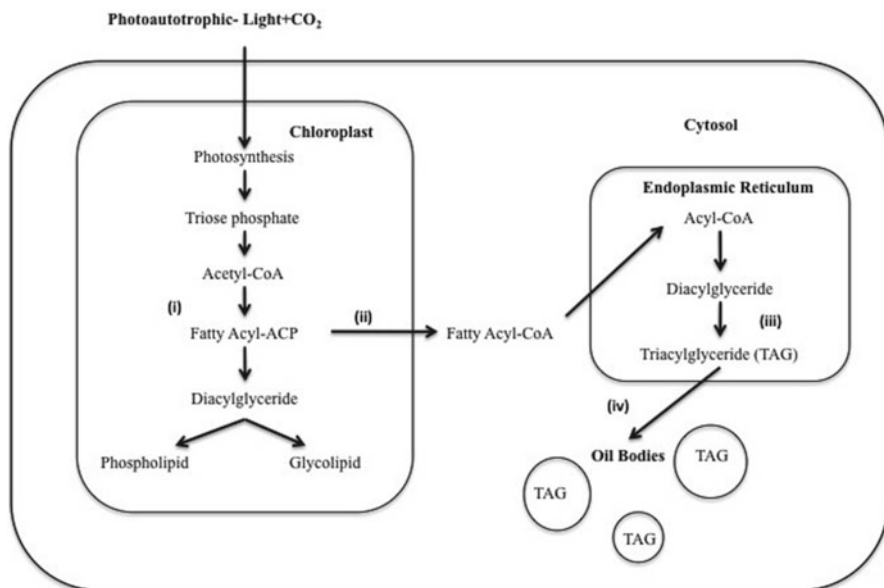 Photoautotrophic- Light+CO₂
Chloroplast
Photosynthesis
Triose phosphate
Acetyl-CoA
(i)
Fatty Acyl-ACP
(ii)
Diacylglyceride
Phospholipid
Glycolipid
Fatty Acyl-CoA
Cytosol
Endoplasmic Reticulum
Acyl-CoA
Diacylglyceride
(iii)
Triacylglyceride (TAG)
(iv)
Oil Bodies
TAG
TAG
TAG